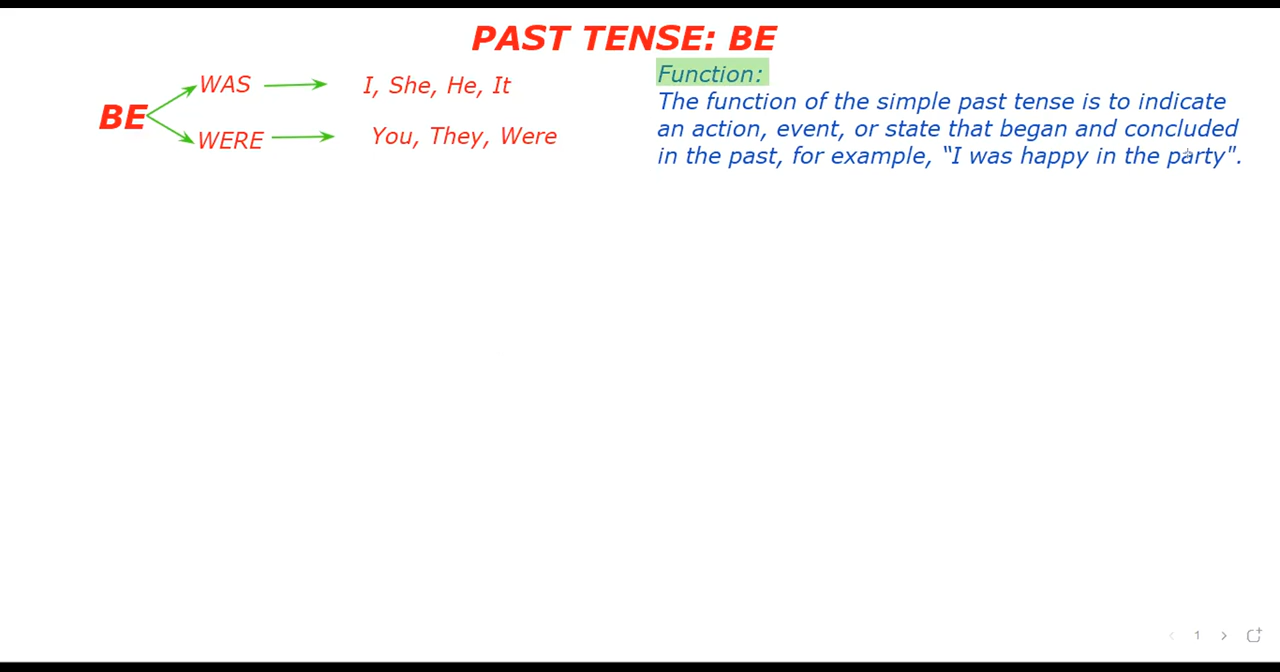 PAST TENSE: BE
BE
WAS
I, She, He, It
WERE
You, They, Were
Function:
The function of the simple past tense is to indicate
an action, event, or state that began and concluded
in the past, for example, “I was happy in the party".
1